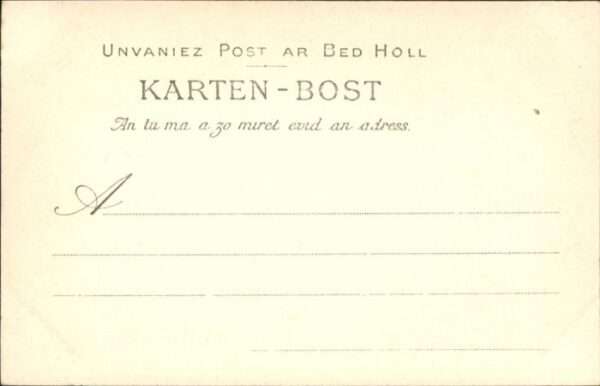 UNVANIEZ POST AR BED HOLL
KARTEN-BOST
An tu ma a zo miret evid an adress.
A